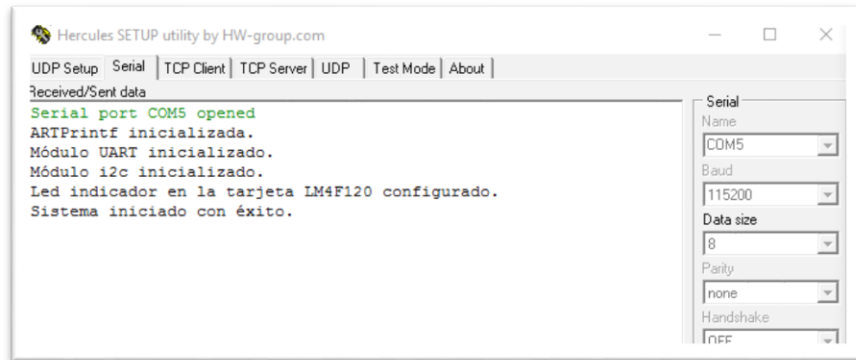 Hercules SETUP utility by HW-group.com
UDP Setup Serial TCP Client TCP Server UDP Test Mode About
Received/Sent data
Serial port COM5 opened
ARTPrintf inicializada.
Módulo UART inicializado.
Módulo i2c inicializado.
Led indicador en la tarjeta LM4F120 configurado.
Sistema iniciado con éxito.
Serial
Name
COM5
Baud
115200
Data size
8
Parity
none
Handshake
OFF